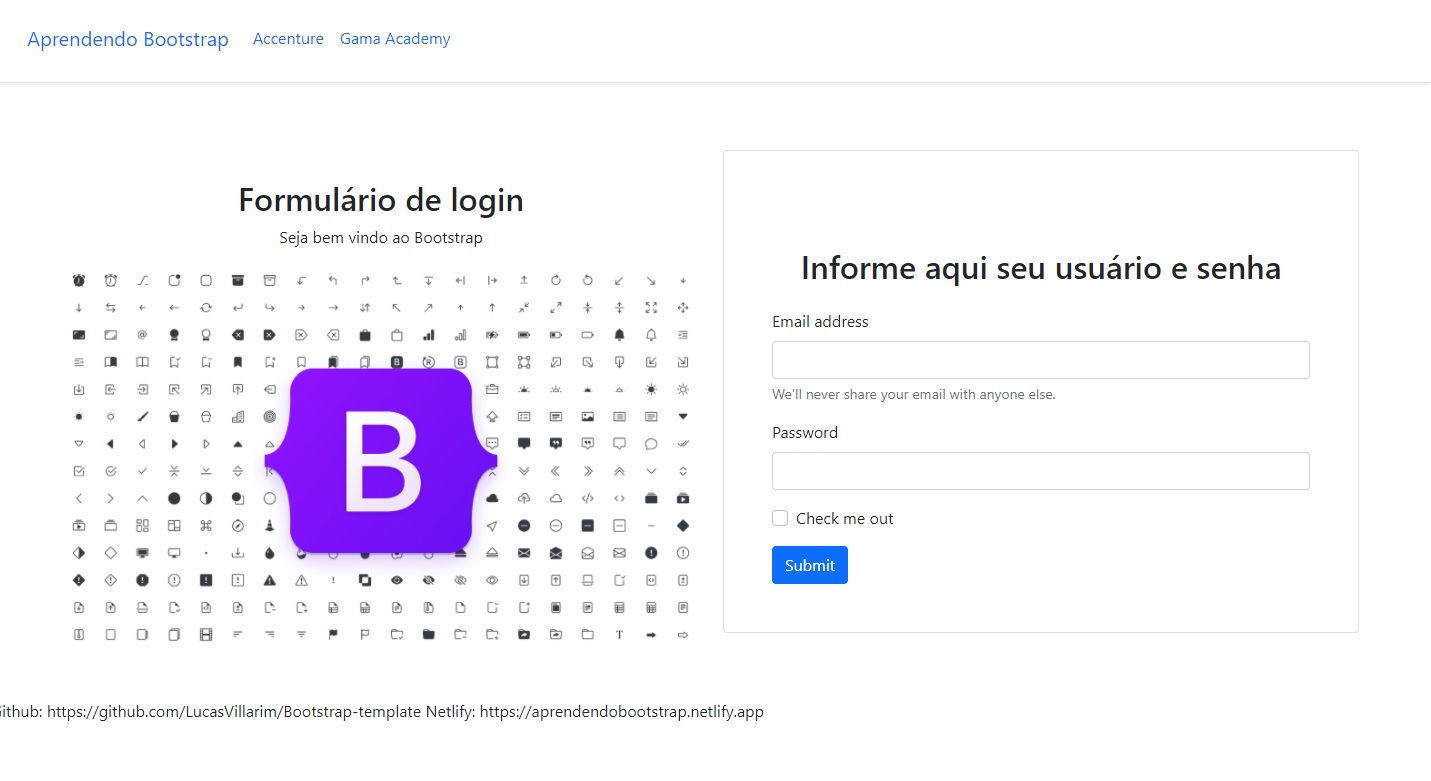 Aprendendo Bootstrap Accenture Gama Academy
Formulário de login
Seja bem vindo ao Bootstrap
B
Informe aqui seu usuário e senha
Email address
We'll never share your email with anyone else.
Password
Check me out
Submit
Github: https://github.com/LucasVillarim/Bootstrap-template Netlify: https://aprendendobootstrap.netlify.app